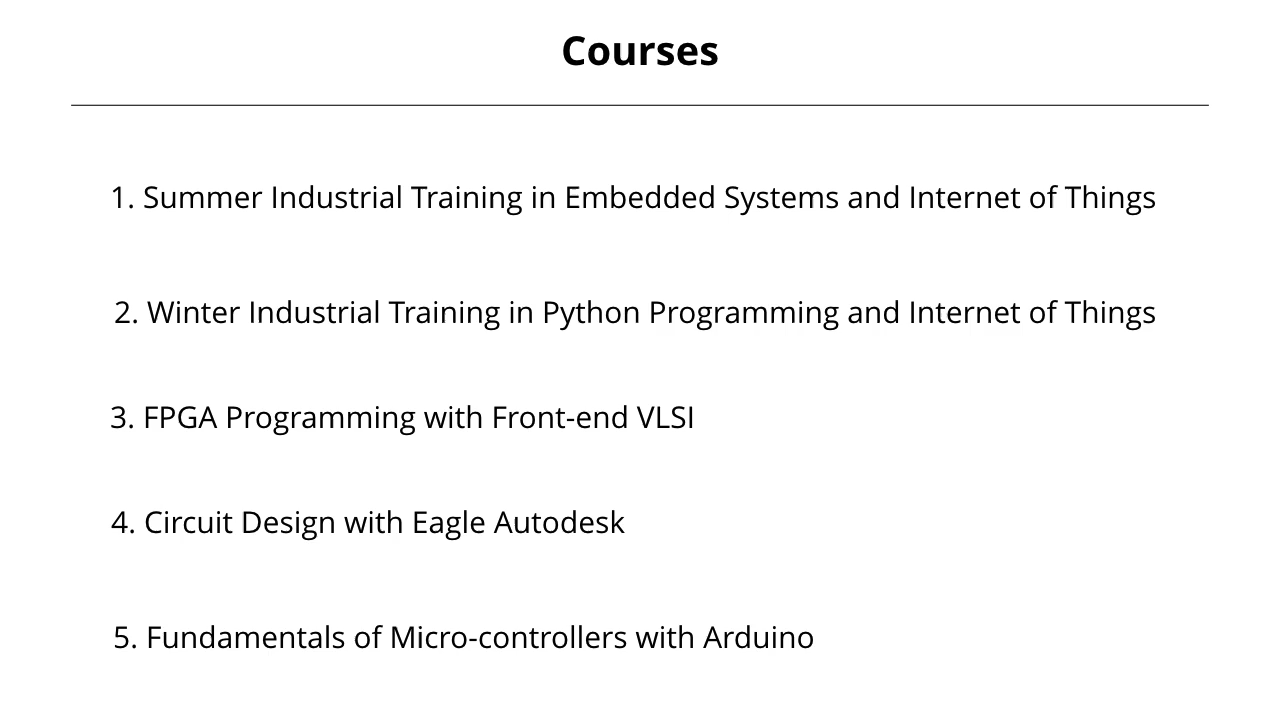 Courses
1. Summer Industrial Training in Embedded Systems and Internet of Things
2. Winter Industrial Training in Python Programming and Internet of Things
3. FPGA Programming with Front-end VLSI
4. Circuit Design with Eagle Autodesk
5. Fundamentals of Micro-controllers with Arduino